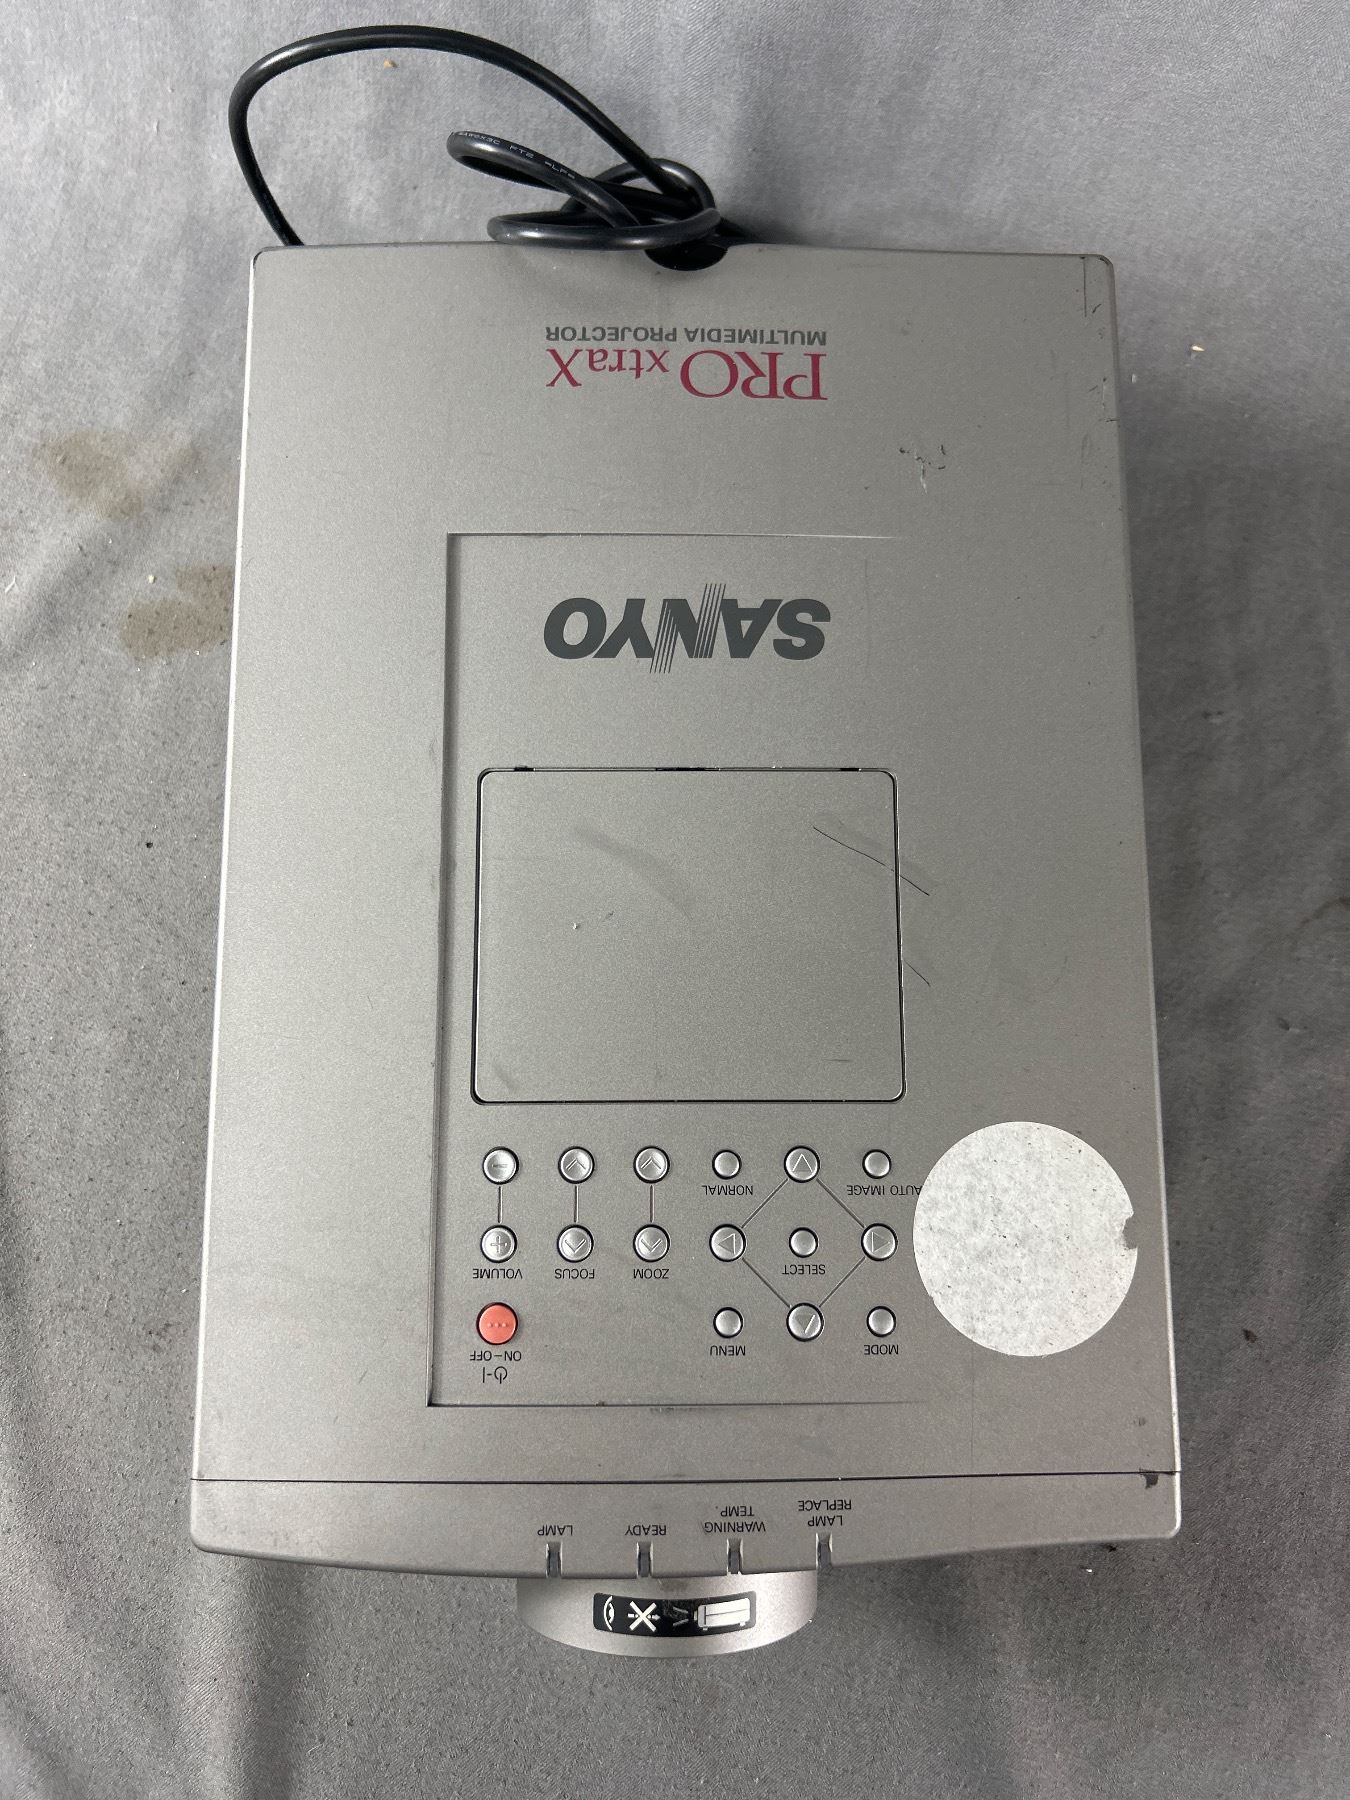 LAMP
REPLACE
WARNING
TEMP.
READY
LAMP
ON–OFF
MODE
MENU
VOLUME
FOCUS
ZOOM
SELECT
AUTO IMAGE
NORMAL
SANYO
PRO xtraX
MULTIMEDIA PROJECTOR